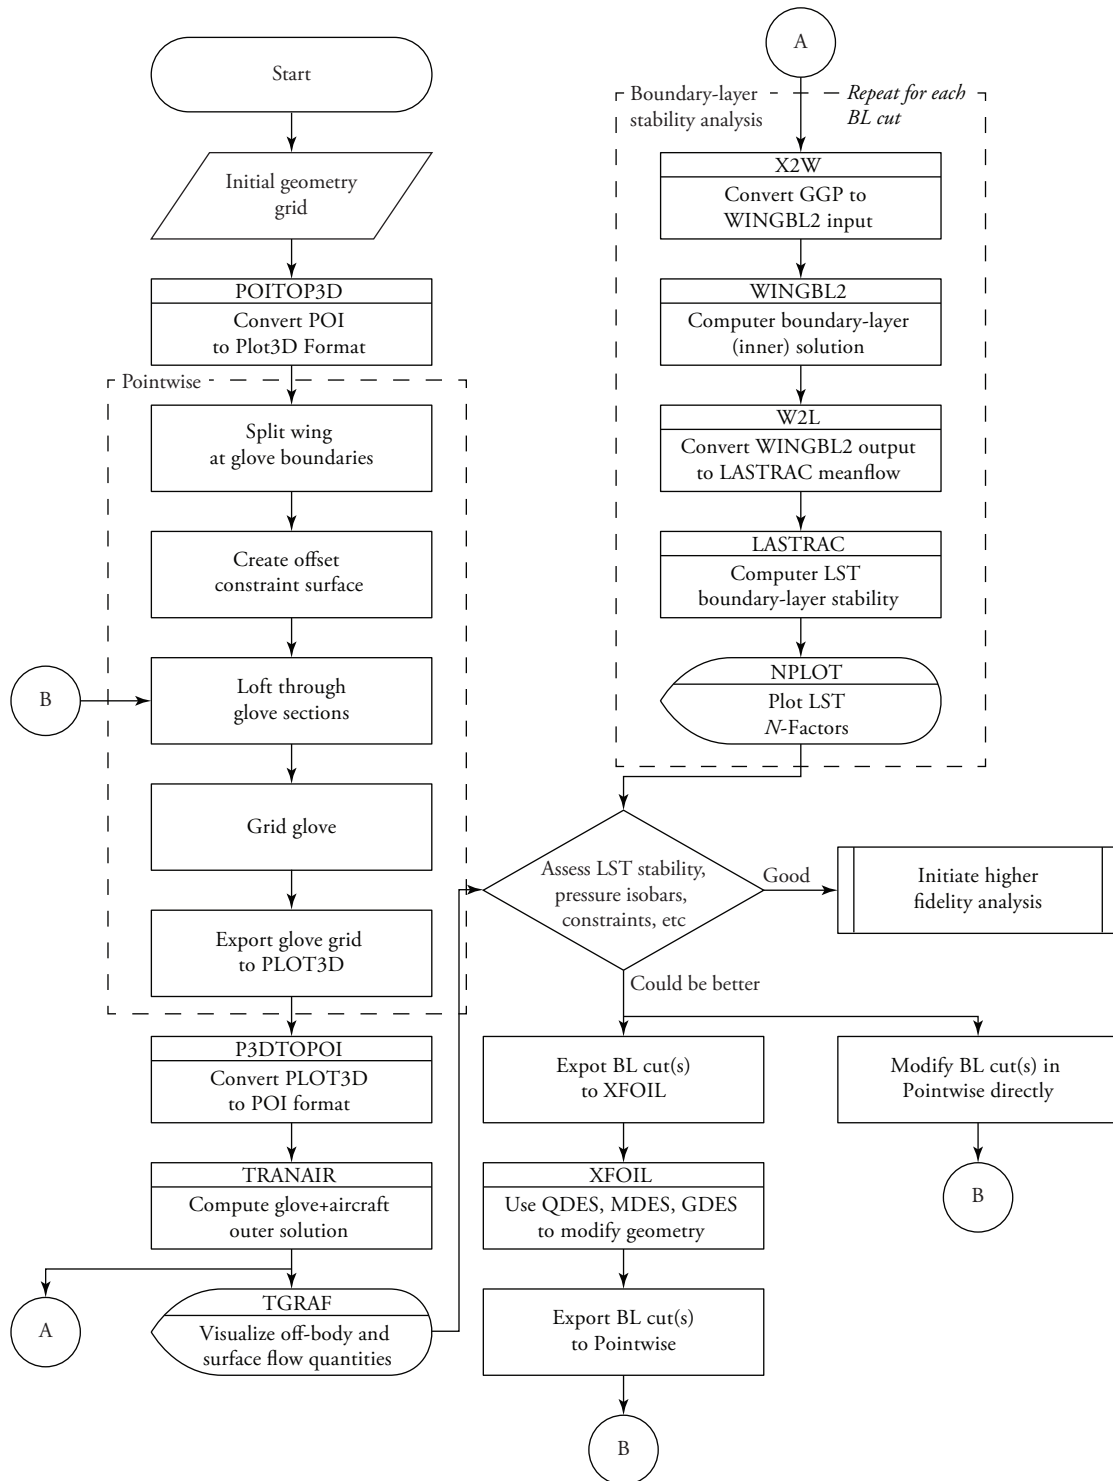 Start
Initial geometry
grid
POITOP3D
Convert POI
to Plot3D Format
Pointwise
Split wing
at glove boundaries
Create offset
constraint surface
B
Loft through
glove sections
Grid glove
Export glove grid
to PLOT3D
P3DTOPOI
Convert PLOT3D
to POI format
TRANAIR
Compute glove+aircraft
outer solution
A
TGRAF
Visualize off-body and
surface flow quantities
A
Boundary-layer
stability analysis
Repeat for each
BL cut
X2W
Convert GGP to
WINGBL2 input
WINGBL2
Computer boundary-layer
(inner) solution
W2L
Convert WINGBL2 output
to LASTRAC meanflow
LASTRAC
Computer LST
boundary-layer stability
NPLOT
Plot LST
N-Factors
Assess LST stability,
pressure isobars,
constraints, etc
Good
Initiate higher
fidelity analysis
Could be better
Expot BL cut(s)
to XFOIL
XFOIL
Use QDES, MDES, GDES
to modify geometry
Export BL cut(s)
to Pointwise
B
Modify BL cut(s) in
Pointwise directly
B